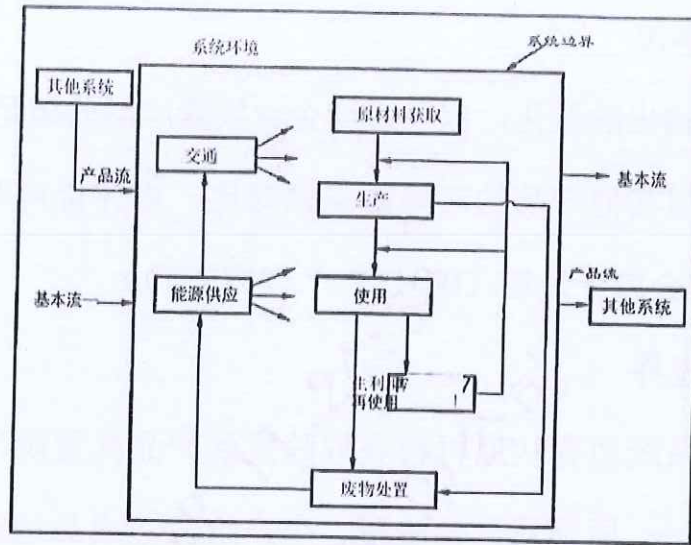 系统环境
系统边界
其他系统
原材料获取
交通
产品流
基本流
生产
产品流
能源供应
使用
基本流
其他系统
再使用
废物处置